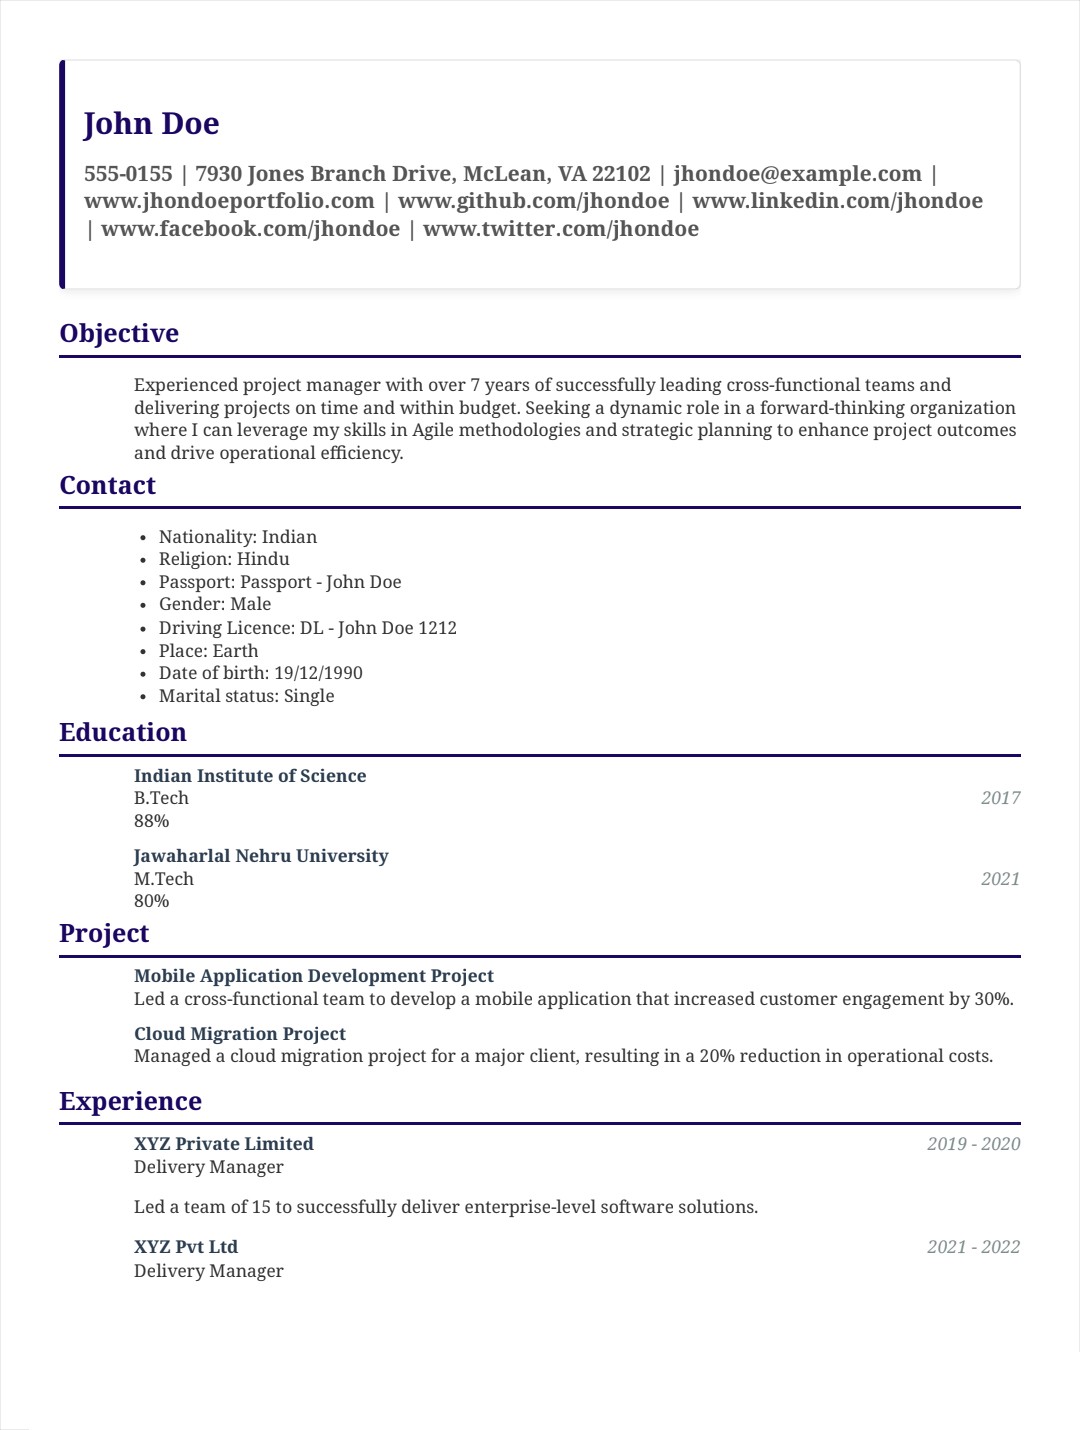 John Doe
555-0155 | 7930 Jones Branch Drive, McLean, VA 22102 | jhondoe@example.com |
www.jhondoeportfolio.com | www.github.com/jhondoe | www.linkedin.com/jhondoe
| www.facebook.com/jhondoe | www.twitter.com/jhondoe
Objective
Experienced project manager with over 7 years of successfully leading cross-functional teams and
delivering projects on time and within budget. Seeking a dynamic role in a forward-thinking organization
where I can leverage my skills in Agile methodologies and strategic planning to enhance project outcomes
and drive operational efficiency.
Contact
• Nationality: Indian
• Religion: Hindu
• Passport: Passport - John Doe
• Gender: Male
• Driving Licence: DL - John Doe 1212
• Place: Earth
• Date of birth: 19/12/1990
• Marital status: Single
Education
Indian Institute of Science
B.Tech 2017
88%
Jawaharlal Nehru University
M.Tech 2021
80%
Project
Mobile Application Development Project
Led a cross-functional team to develop a mobile application that increased customer engagement by 30%.
Cloud Migration Project
Managed a cloud migration project for a major client, resulting in a 20% reduction in operational costs.
Experience
XYZ Private Limited 2019 - 2020
Delivery Manager
Led a team of 15 to successfully deliver enterprise-level software solutions.
XYZ Pvt Ltd 2021 - 2022
Delivery Manager